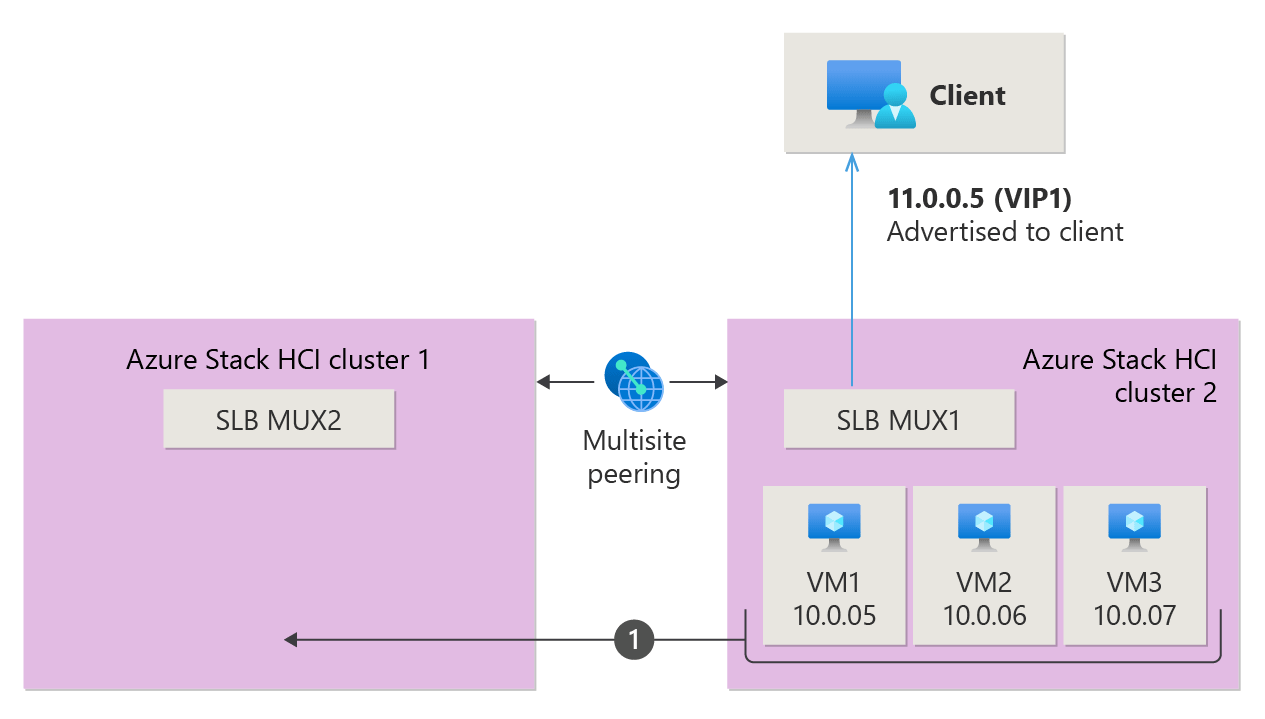 Client
11.0.0.5 (VIP1)
Advertised to client
Azure Stack HCI cluster 1
SLB MUX2
Multisite
peering
Azure Stack HCI
cluster 2
SLB MUX1
VM1
10.0.05
VM2
10.0.06
VM3
10.0.07
1